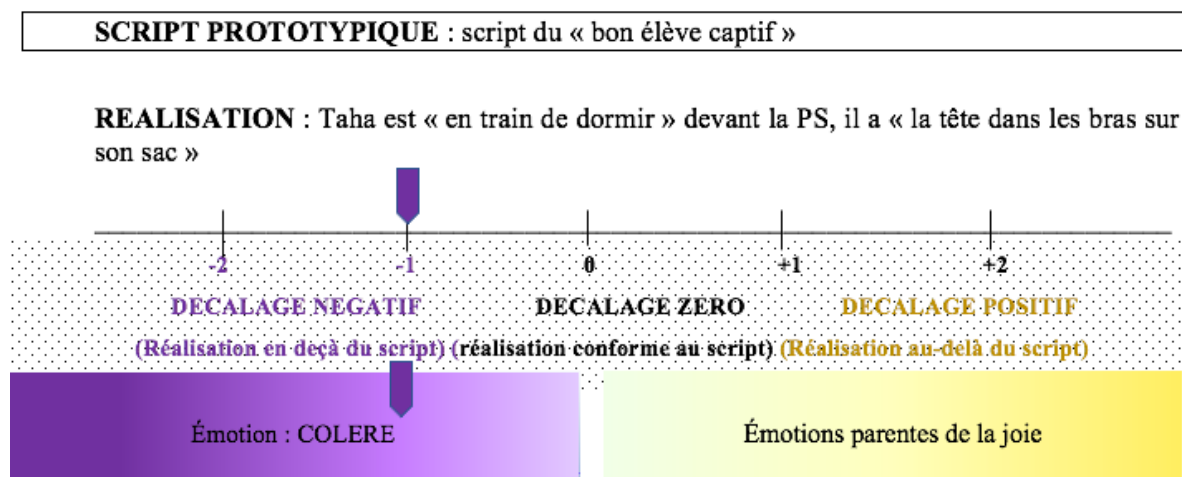 SCRIPT PROTOTYPIQUE : script du « bon élève captif »
REALISATION : Taha est « en train de dormir » devant la PS, il a « la tête dans les bras sur
son sac »
-2 -1 0 +1 +2
DECALAGE NEGATIF DECALAGE ZERO DECALAGE POSITIF
(Réalisation en deçà du script) (réalisation conforme au script) (Réalisation au-delà du script)
Émotion : COLERE Émotions parentes de la joie